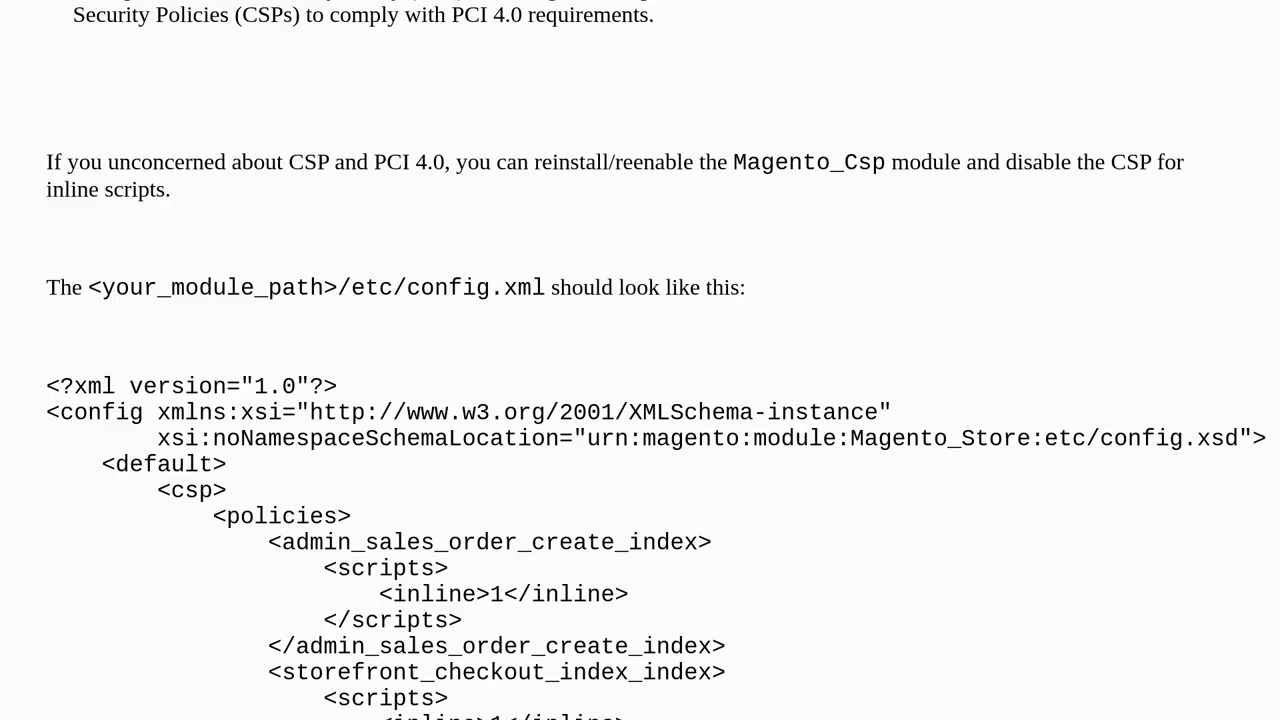 Security Policies (CSPs) to comply with PCI 4.0 requirements.
If you unconcerned about CSP and PCI 4.0, you can reinstall/reenable the Magento_Csp module and disable the CSP for
inline scripts.
The <your_module_path>/etc/config.xml should look like this:
<?xml version="1.0"?>
<config xmlns:xsi="http://www.w3.org/2001/XMLSchema-instance"
        xsi:noNamespaceSchemaLocation="urn:magento:module:Magento_Store:etc/config.xsd">
    <default>
        <csp>
            <policies>
                <admin_sales_order_create_index>
                    <scripts>
                        <inline>1</inline>
                    </scripts>
                </admin_sales_order_create_index>
                <storefront_checkout_index_index>
                    <scripts>
                        <inline>1</inline>